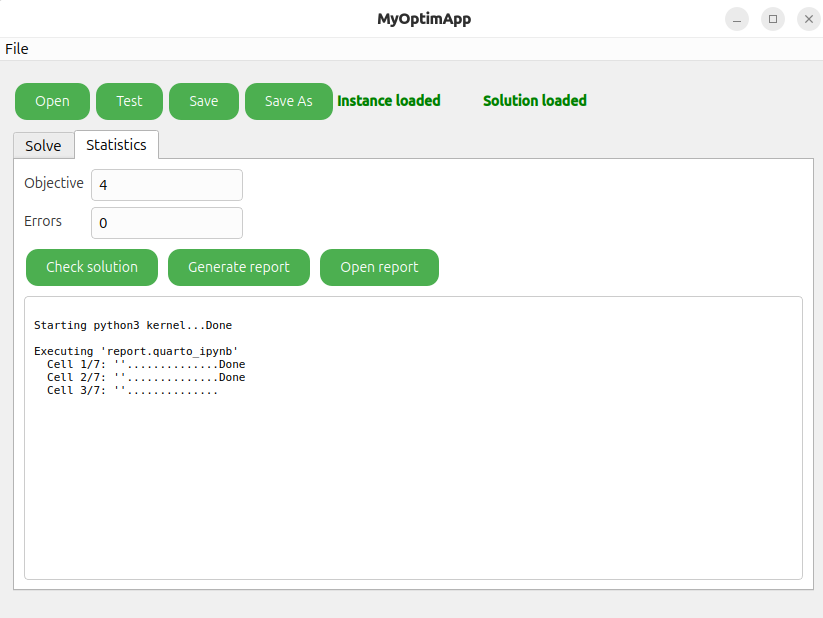 MyOptimApp
File
Open Test Save Save As Instance loaded Solution loaded
Solve Statistics
Objective 4
Errors 0
Check solution Generate report Open report
Starting python3 kernel...Done
Executing 'report.quarto_ipynb'
Cell 1/7: ''..............Done
Cell 2/7: ''..............Done
Cell 3/7: ''..............